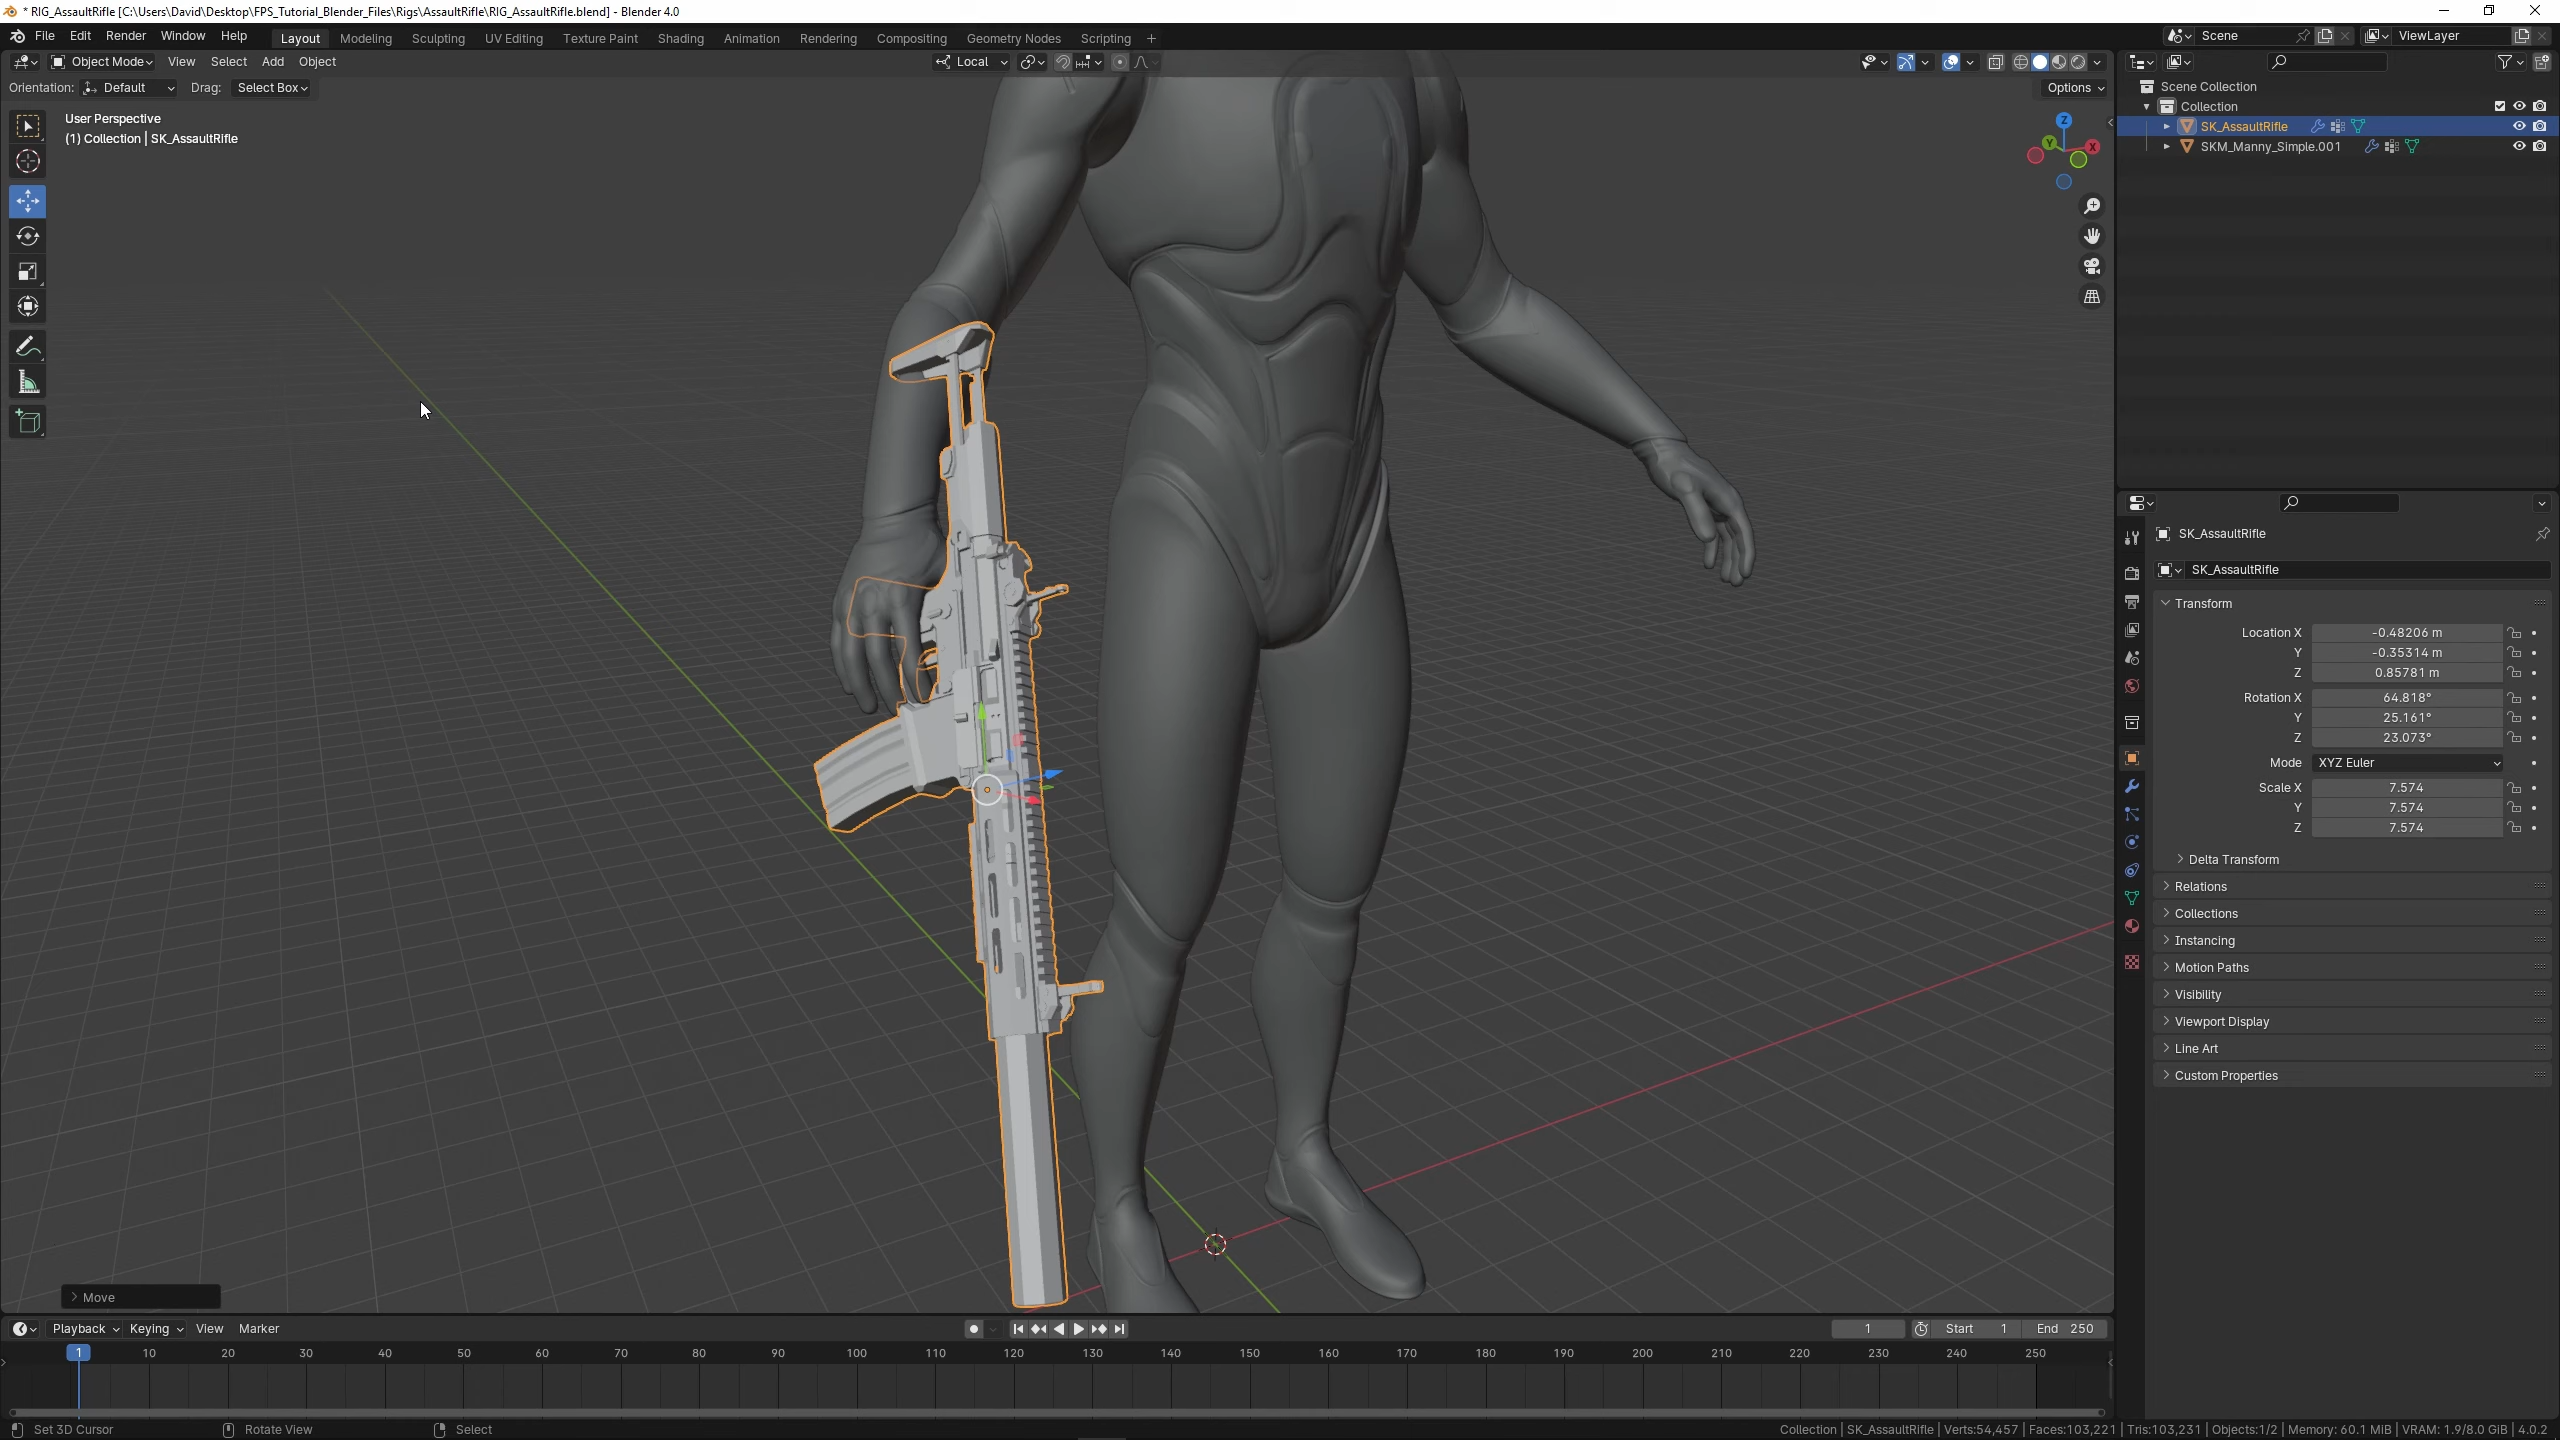 * RIG_AssaultRifle [C:\Users\David\Desktop\FPS_Tutorial_Blender_Files\Rigs\AssaultRifle\RIG_AssaultRifle.blend] - Blender 4.0
File Edit Render Window Help Layout Modeling Sculpting UV Editing Texture Paint Shading Animation Rendering Compositing Geometry Nodes Scripting + Scene ViewLayer
Object Mode View Select Add Object Local
Orientation: Default Drag: Select Box Options
User Perspective
(1) Collection | SK_AssaultRifle
Z
Y
X
Scene Collection
Collection
SK_AssaultRifle
SKM_Manny_Simple.001
SK_AssaultRifle
SK_AssaultRifle
Transform
Location X -0.48206 m
Y -0.35314 m
Z 0.85781 m
Rotation X 64.818°
Y 25.161°
Z 23.073°
Mode XYZ Euler
Scale X 7.574
Y 7.574
Z 7.574
Delta Transform
Relations
Collections
Instancing
Motion Paths
Visibility
Viewport Display
Line Art
Custom Properties
Move
Playback Keying View Marker 1 Start 1 End 250
1 10 20 30 40 50 60 70 80 90 100 110 120 130 140 150 160 170 180 190 200 210 220 230 240 250
Set 3D Cursor Rotate View Select Collection | SK_AssaultRifle | Verts:54,457 | Faces:103,221 | Tris:103,231 | Objects:1/2 | Memory: 60.1 MiB | VRAM: 1.9/8.0 GiB | 4.0.2